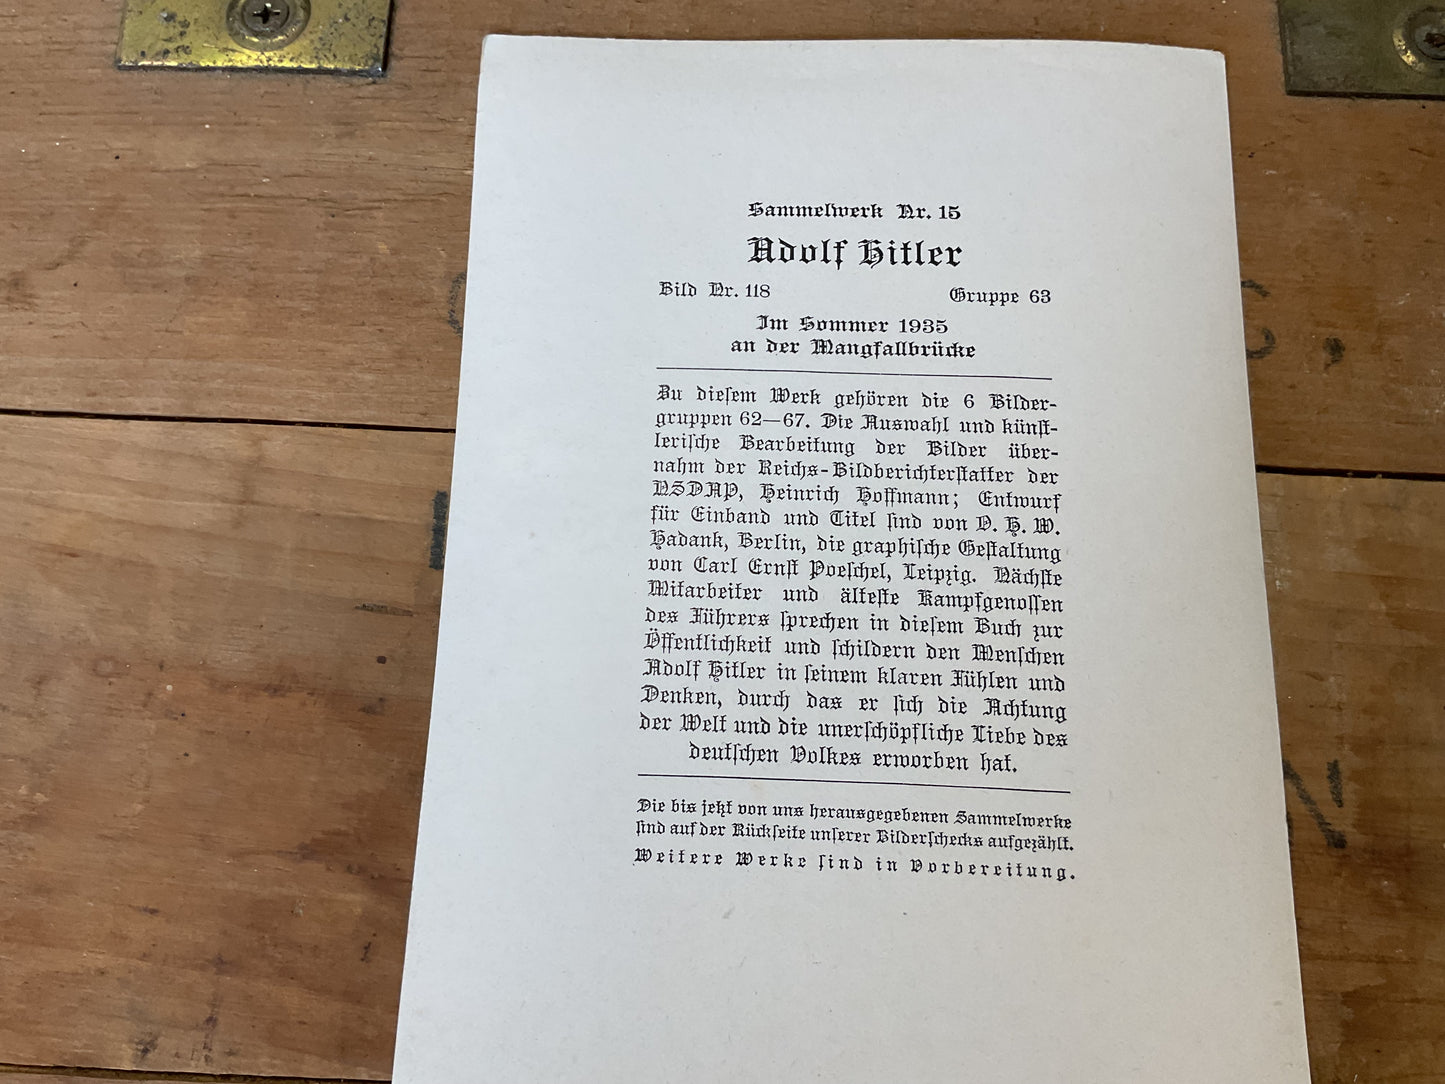 Sammelwerk Nr. 15
Adolf Hitler
Bild Nr. 118 Gruppe 63
Im Sommer 1935
an der Mangfallbrücke
Zu diesem Werk gehören die 6 Bilder-
gruppen 62—67. Die Auswahl und künst-
lerische Bearbeitung der Bilder über-
nahm der Reichs-Bildberichterstatter der
NSDAP, Heinrich Hoffmann; Entwurf
für Einband und Titel sind von O. H. W.
Hadank, Berlin, die graphische Gestaltung
von Carl Ernst Poeschel, Leipzig. Nächste
Mitarbeiter und älteste Kampfgenossen
des Führers sprechen in diesem Buch zur
Öffentlichkeit und schildern den Menschen
Adolf Hitler in seinem klaren Fühlen und
Denken, durch das er sich die Achtung
der Welt und die unerschöpfliche Liebe des
deutschen Volkes erworben hat.
Die bis jetzt von uns herausgegebenen Sammelwerke
sind auf der Rückseite unserer Bilderschecks aufgezählt.
Weitere Werke sind in Vorbereitung.